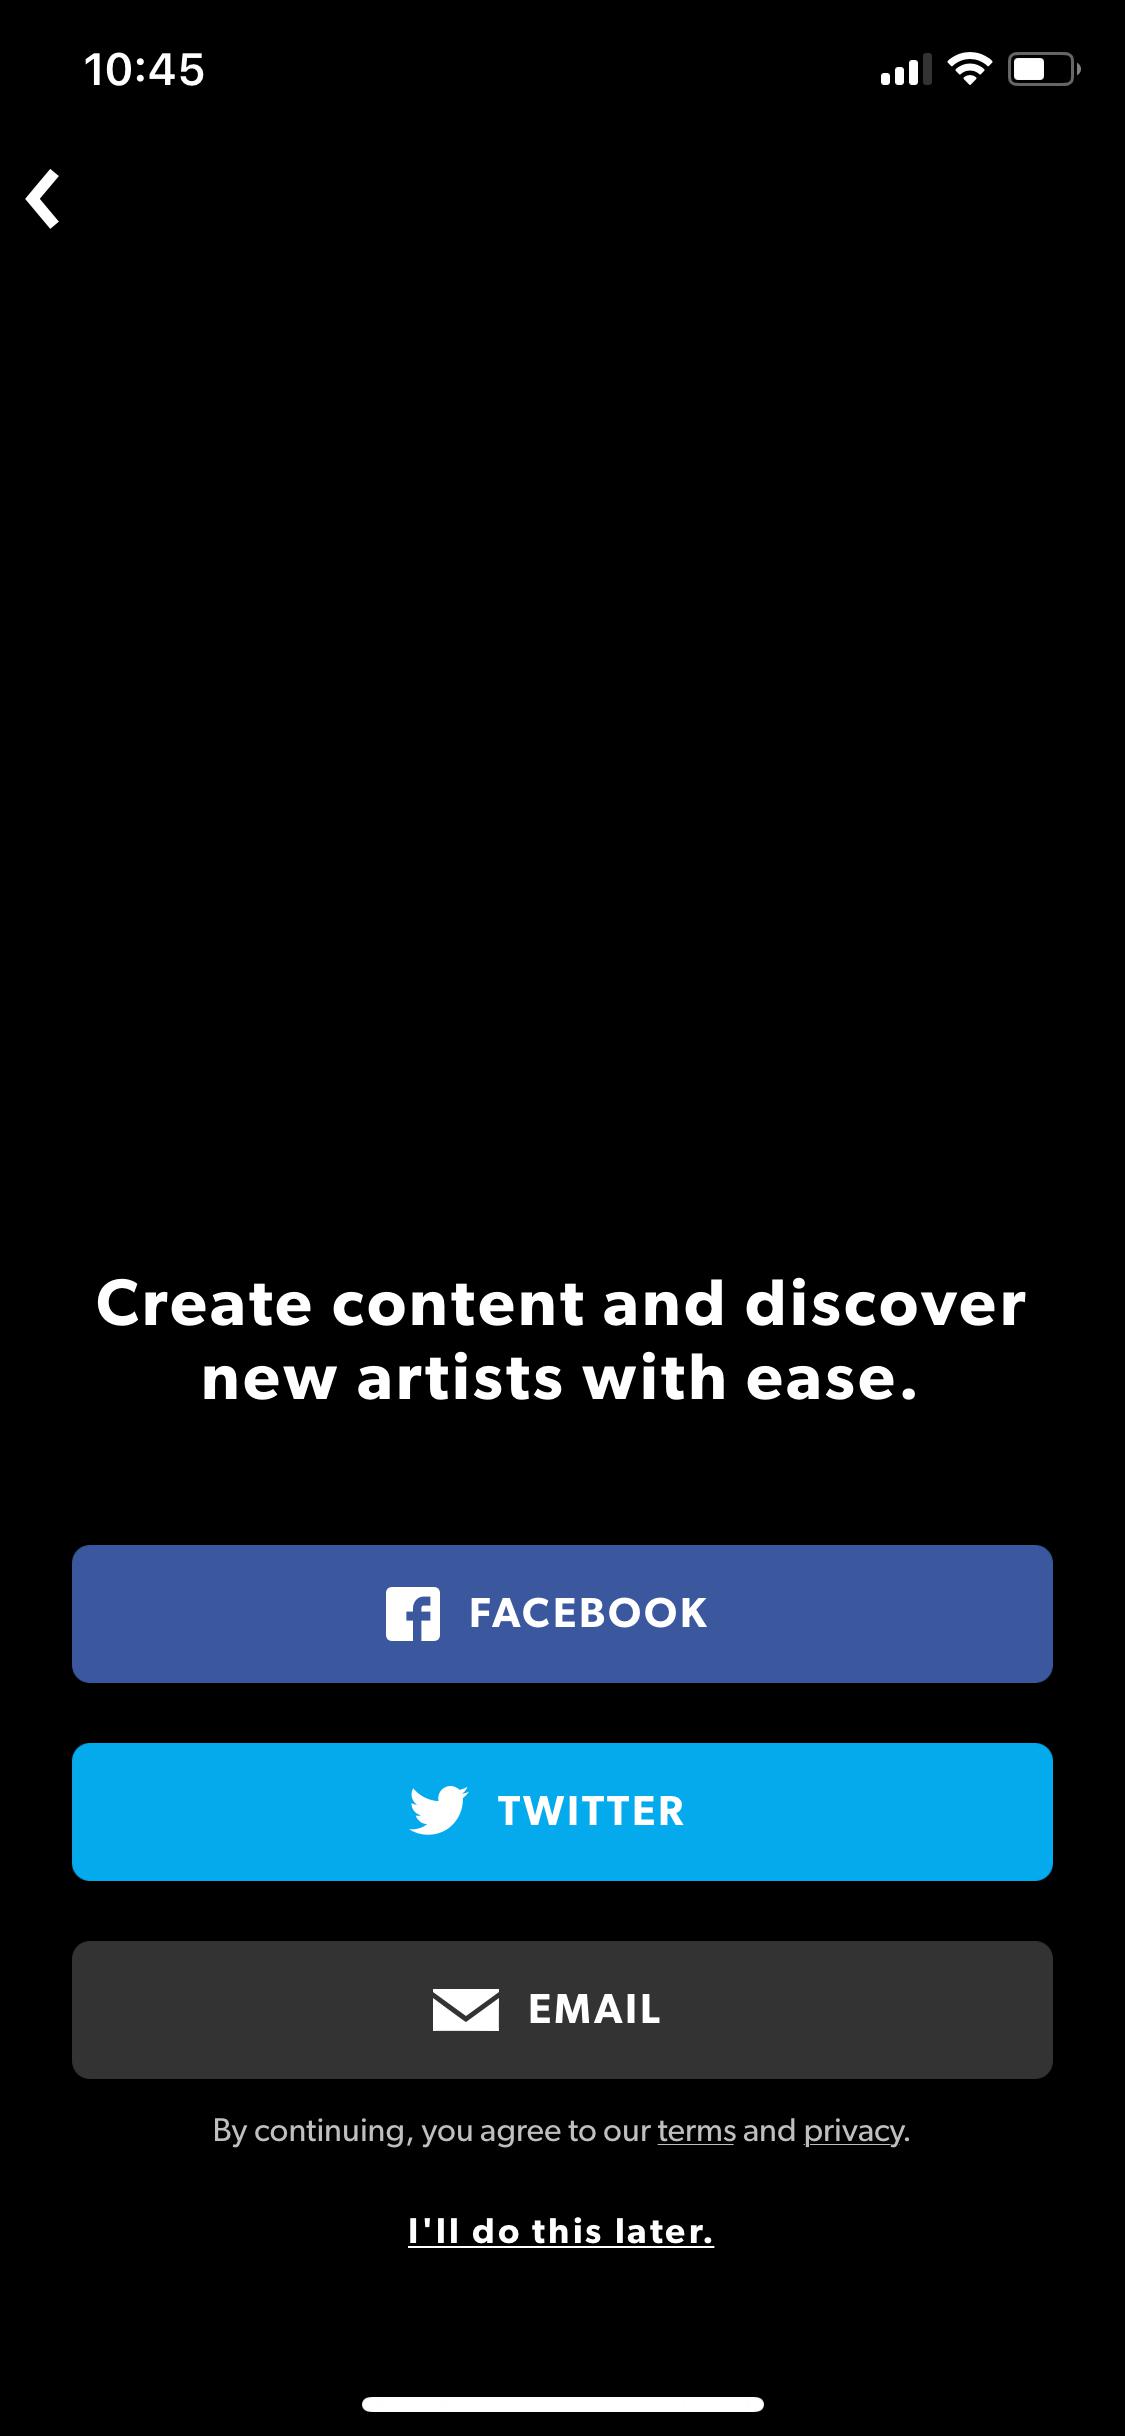 10:45
Create content and discover
new artists with ease.
FACEBOOK
TWITTER
EMAIL
By continuing, you agree to our terms and privacy.
I'll do this later.